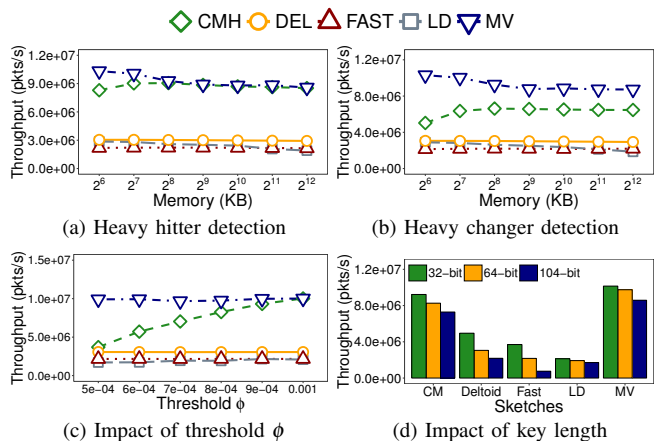 CMH DEL FAST LD MV
Throughput (pkts/s)
1.2e+07
9.0e+06
6.0e+06
3.0e+06
0.0e+00
2^6 2^7 2^8 2^9 2^10 2^11 2^12
Memory (KB)
(a) Heavy hitter detection
Throughput (pkts/s)
1.2e+07
8.0e+06
4.0e+06
0.0e+00
2^6 2^7 2^8 2^9 2^10 2^11 2^12
Memory (KB)
(b) Heavy changer detection
Throughput (pkts/s)
1.5e+07
1.0e+07
5.0e+06
0.0e+00
5e−04 6e−04 7e−04 8e−04 9e−04 0.001
Threshold ϕ
(c) Impact of threshold ϕ
Throughput (pkts/s)
1.2e+07
8.0e+06
4.0e+06
0.0e+00
32−bit 64−bit 104−bit
CM Deltoid Fast LD MV
Sketches
(d) Impact of key length